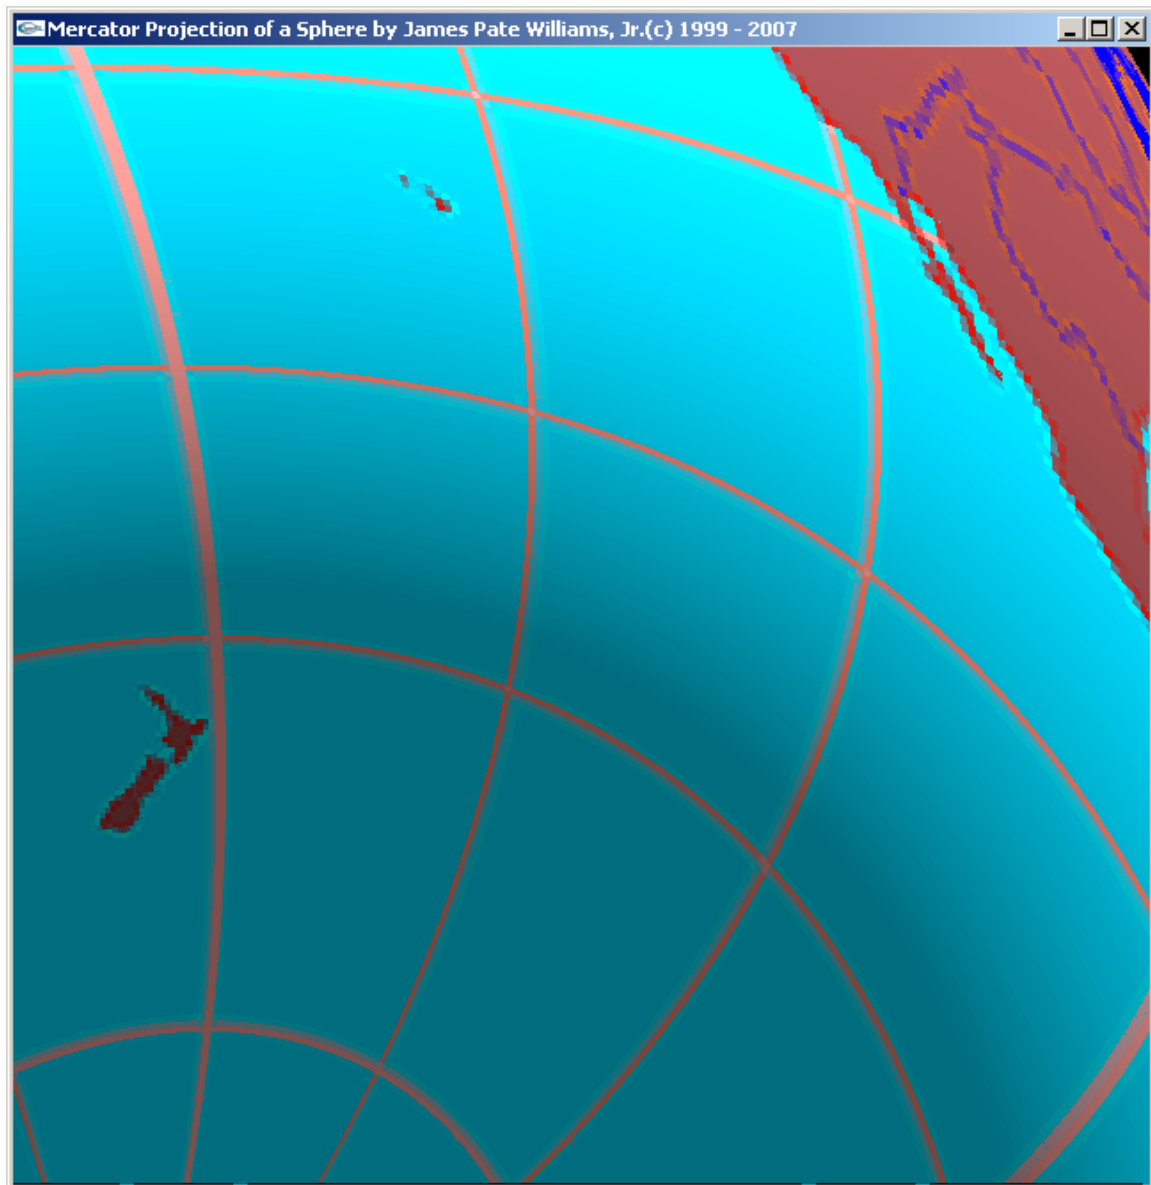 Mercator Projection of a Sphere by James Pate Williams, Jr.(c) 1999 - 2007